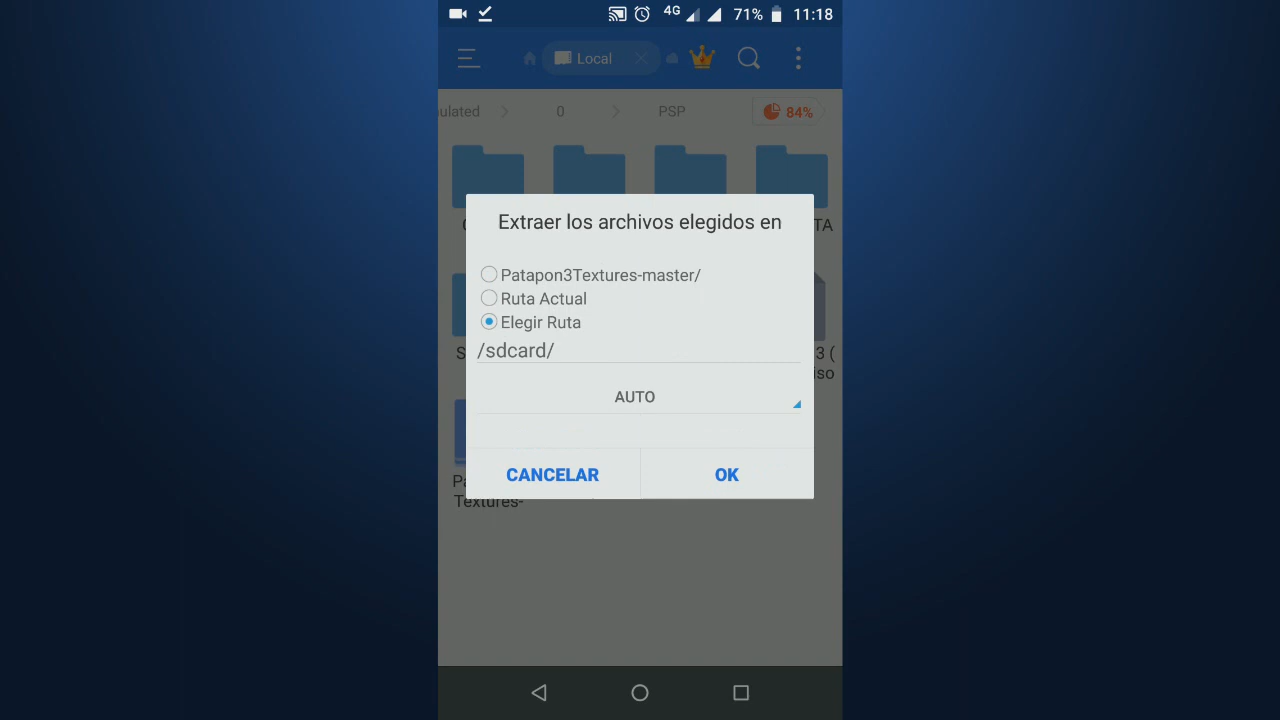 4G 71% 11:18
Local
ulated 0 PSP 84%
TA
Extraer los archivos elegidos en
Patapon3Textures-master/
Ruta Actual
Elegir Ruta
/sdcard/
S
3 (
iso
AUTO
CANCELAR OK
Pa
Textures-